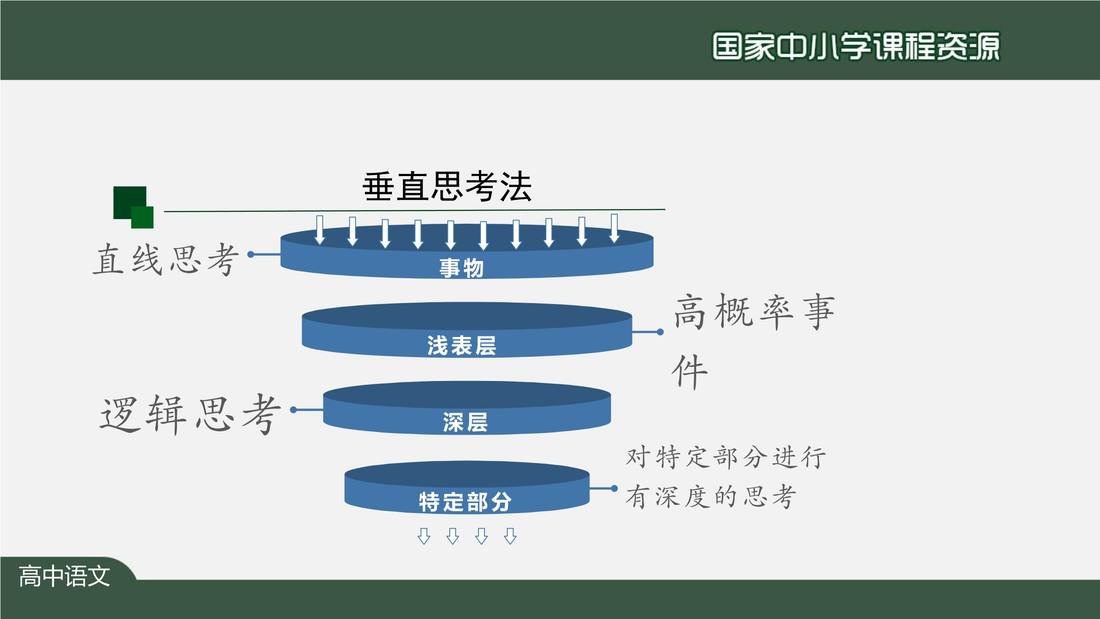 国家中小学课程资源
垂直思考法
直线思考
事物
高概率事
件
浅表层
逻辑思考
深层
对特定部分进行
有深度的思考
特定部分
高中语文